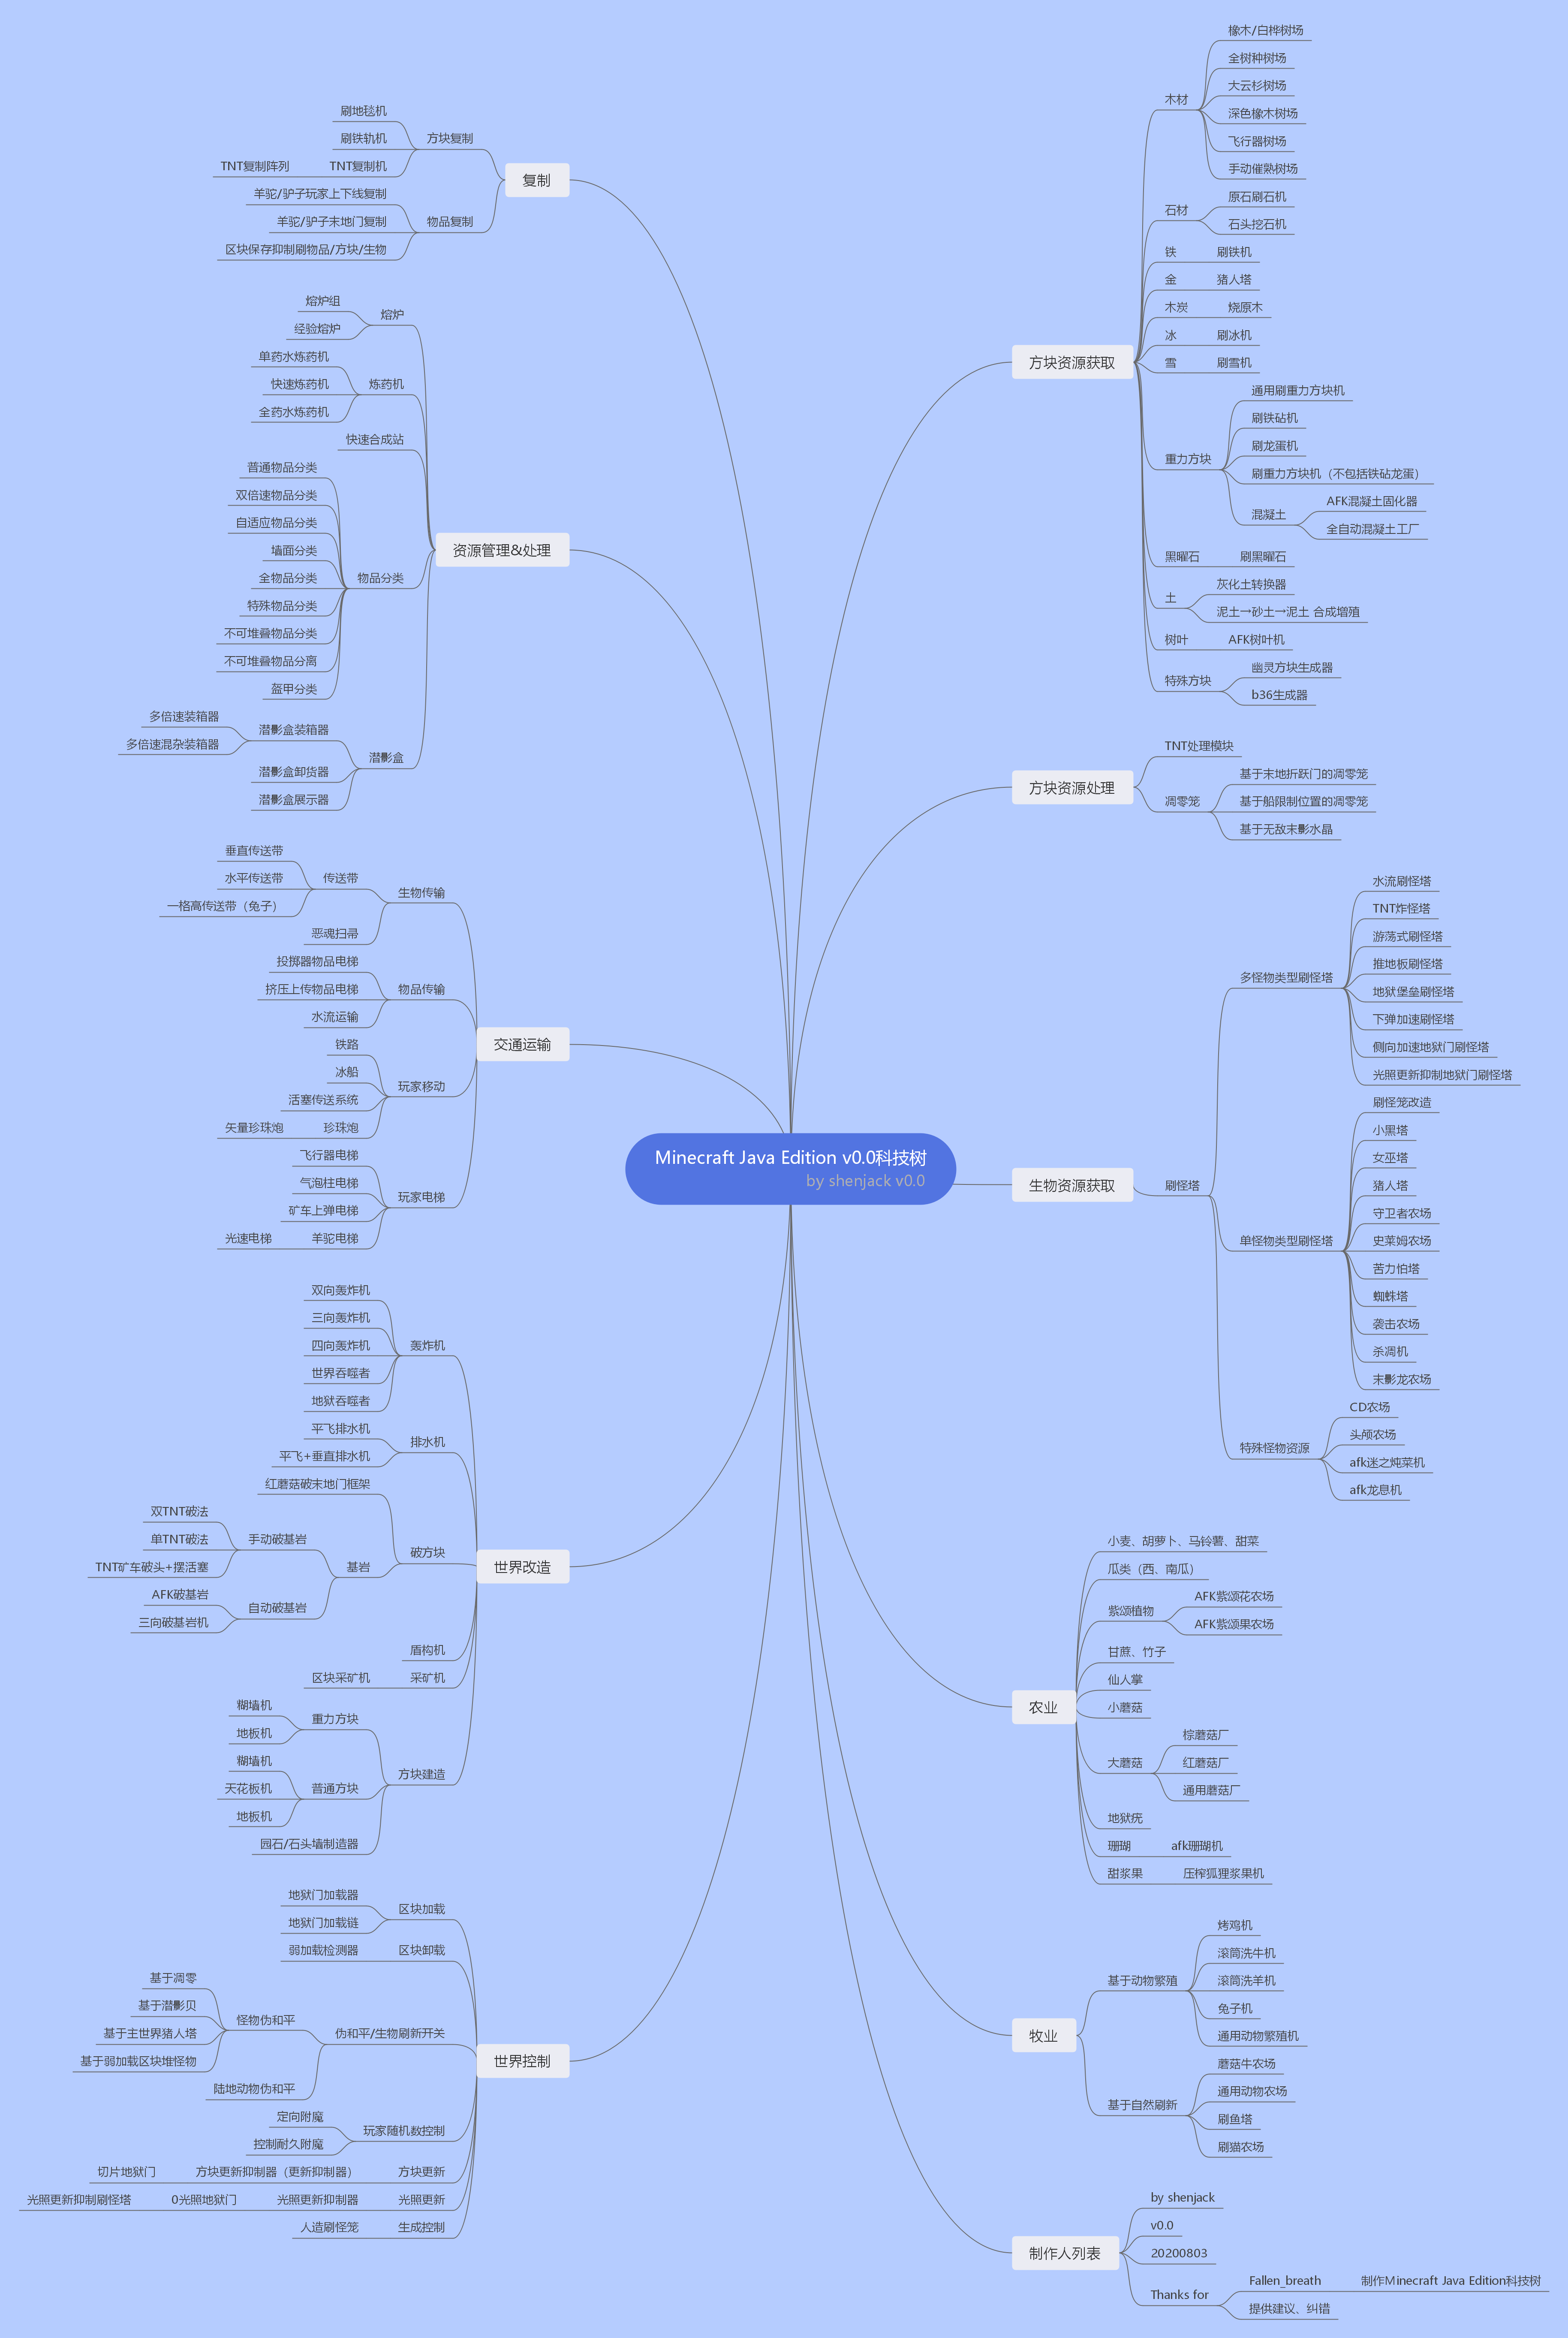 Minecraft Java Edition v0.0科技树
by shenjack v0.0
方块资源获取
木材
橡木/白桦树场
全树种树场
大云杉树场
深色橡木树场
飞行器树场
手动催熟树场
石材
原石刷石机
石头挖石机
铁
刷铁机
金
猪人塔
木炭
烧原木
冰
刷冰机
雪
刷雪机
重力方块
通用刷重力方块机
刷铁砧机
刷龙蛋机
刷重力方块机（不包括铁砧龙蛋）
混凝土
AFK混凝土固化器
全自动混凝土工厂
黑曜石
刷黑曜石
土
灰化土转换器
泥土→砂土→泥土 合成增殖
树叶
AFK树叶机
特殊方块
幽灵方块生成器
b36生成器
方块资源处理
TNT处理模块
凋零笼
基于末地折跃门的凋零笼
基于船限制位置的凋零笼
基于无敌末影水晶
生物资源获取
刷怪塔
多怪物类型刷怪塔
水流刷怪塔
TNT炸怪塔
游荡式刷怪塔
推地板刷怪塔
地狱堡垒刷怪塔
下弹加速刷怪塔
侧向加速地狱门刷怪塔
光照更新抑制地狱门刷怪塔
单怪物类型刷怪塔
刷怪笼改造
小黑塔
女巫塔
猪人塔
守卫者农场
史莱姆农场
苦力怕塔
蜘蛛塔
袭击农场
杀凋机
末影龙农场
特殊怪物资源
CD农场
头颅农场
afk迷之炖菜机
afk龙息机
农业
小麦、胡萝卜、马铃薯、甜菜
瓜类（西、南瓜）
紫颂植物
AFK紫颂花农场
AFK紫颂果农场
甘蔗、竹子
仙人掌
小蘑菇
大蘑菇
棕蘑菇厂
红蘑菇厂
通用蘑菇厂
地狱疣
珊瑚
afk珊瑚机
甜浆果
压榨狐狸浆果机
牧业
基于动物繁殖
烤鸡机
滚筒洗牛机
滚筒洗羊机
兔子机
通用动物繁殖机
基于自然刷新
蘑菇牛农场
通用动物农场
刷鱼塔
刷猫农场
制作人列表
by shenjack
v0.0
20200803
Thanks for
Fallen_breath
制作Minecraft Java Edition科技树
提供建议、纠错
复制
方块复制
刷地毯机
刷铁轨机
TNT复制机
TNT复制阵列
物品复制
羊驼/驴子玩家上下线复制
羊驼/驴子末地门复制
区块保存抑制刷物品/方块/生物
资源管理&处理
熔炉
熔炉组
经验熔炉
炼药机
单药水炼药机
快速炼药机
全药水炼药机
快速合成站
物品分类
普通物品分类
双倍速物品分类
自适应物品分类
墙面分类
全物品分类
特殊物品分类
不可堆叠物品分类
不可堆叠物品分离
盔甲分类
潜影盒
潜影盒装箱器
多倍速装箱器
多倍速混杂装箱器
潜影盒卸货器
潜影盒展示器
交通运输
生物传输
传送带
垂直传送带
水平传送带
一格高传送带（兔子）
恶魂扫帚
物品传输
投掷器物品电梯
挤压上传物品电梯
水流运输
玩家移动
铁路
冰船
活塞传送系统
珍珠炮
矢量珍珠炮
玩家电梯
飞行器电梯
气泡柱电梯
矿车上弹电梯
羊驼电梯
光速电梯
世界改造
轰炸机
双向轰炸机
三向轰炸机
四向轰炸机
世界吞噬者
地狱吞噬者
排水机
平飞排水机
平飞+垂直排水机
破方块
红蘑菇破末地门框架
基岩
手动破基岩
双TNT破法
单TNT破法
TNT矿车破头+摆活塞
自动破基岩
AFK破基岩
三向破基岩机
盾构机
采矿机
区块采矿机
方块建造
重力方块
糊墙机
地板机
普通方块
糊墙机
天花板机
地板机
园石/石头墙制造器
世界控制
区块加载
地狱门加载器
地狱门加载链
区块卸载
弱加载检测器
伪和平/生物刷新开关
怪物伪和平
基于凋零
基于潜影贝
基于主世界猪人塔
基于弱加载区块堆怪物
陆地动物伪和平
玩家随机数控制
定向附魔
控制耐久附魔
方块更新
方块更新抑制器（更新抑制器）
切片地狱门
光照更新
光照更新抑制器
0光照地狱门
光照更新抑制刷怪塔
生成控制
人造刷怪笼